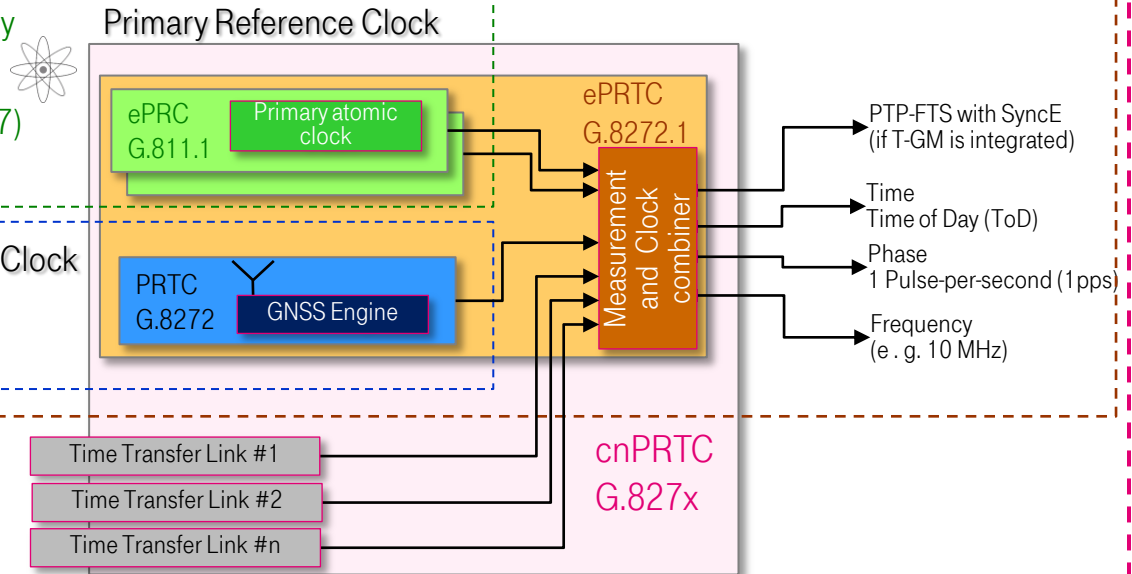 y
Primary Reference Clock
7)
ePRC
G.811.1
Primary atomic
clock
ePRTC
G.8272.1
Measurement
and Clock
combiner
PTP-FTS with SyncE
(if T-GM is integrated)
Time
Time of Day (ToD)
Phase
1 Pulse-per-second (1pps)
Frequency
(e . g. 10 MHz)
Clock
PRTC
G.8272
GNSS Engine
Time Transfer Link #1
Time Transfer Link #2
Time Transfer Link #n
cnPRTC
G.827x